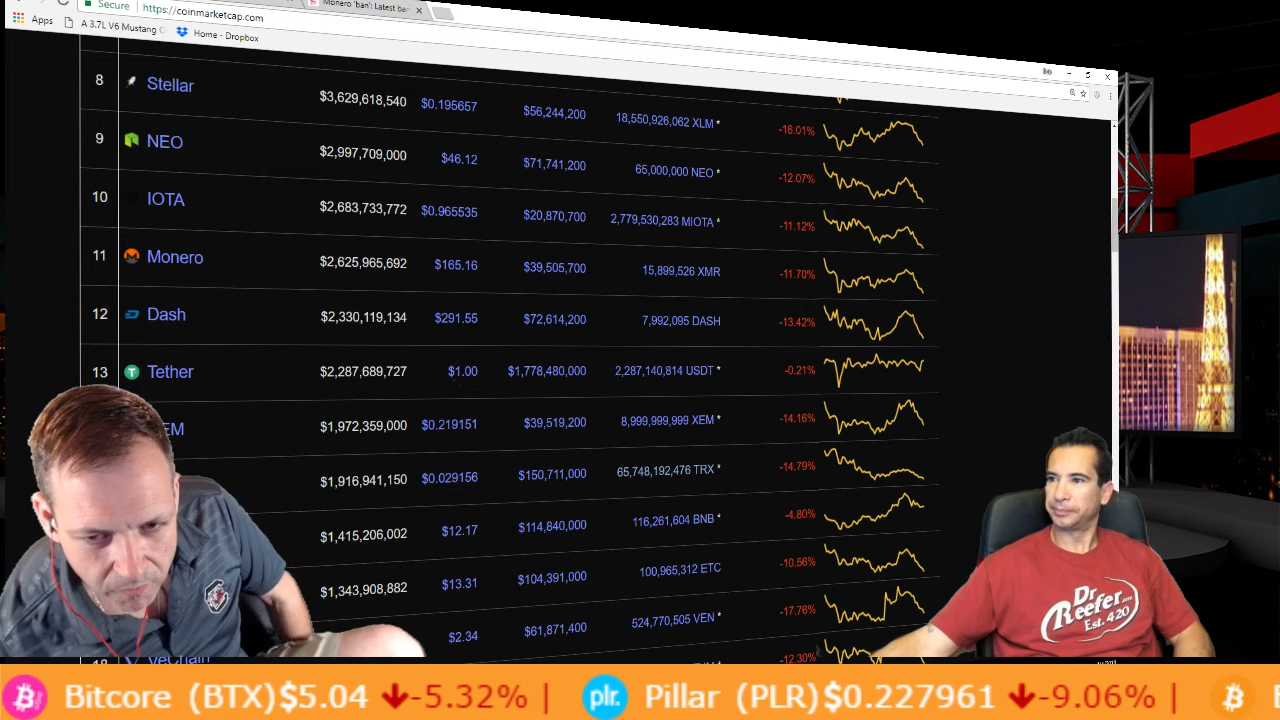 Secure https://coinmarketcap.com
Monero 'ban': Latest ban
Apps A 3.7L V6 Mustang Home - Dropbox
8 Stellar $3,629,618,540 $0.195657 $56,244,200 18,550,926,062 XLM * -16.01%
9 NEO $2,997,709,000 $46.12 $71,741,200 65,000,000 NEO * -12.07%
10 IOTA $2,683,733,772 $0.965535 $20,870,700 2,779,530,283 MIOTA * -11.12%
11 Monero $2,625,965,692 $165.16 $39,505,700 15,899,526 XMR -11.70%
12 Dash $2,330,119,134 $291.55 $72,614,200 7,992,095 DASH -13.42%
13 Tether $2,287,689,727 $1.00 $1,778,480,000 2,287,140,814 USDT * -0.21%
EM $1,972,359,000 $0.219151 $39,519,200 8,999,999,999 XEM * -14.16%
$1,916,941,150 $0.029156 $150,711,000 65,748,192,476 TRX * -14.79%
$1,415,206,002 $12.17 $114,840,000 116,261,604 BNB * -4.80%
$1,343,908,882 $13.31 $104,391,000 100,965,312 ETC -10.56%
$2.34 $61,871,400 524,770,505 VEN * -17.76%
-12.30%
Dr
Reefer.com
Est. 420
Bitcore (BTX)$5.04 -5.32% | plr. Pillar (PLR)$0.227961 -9.06% |